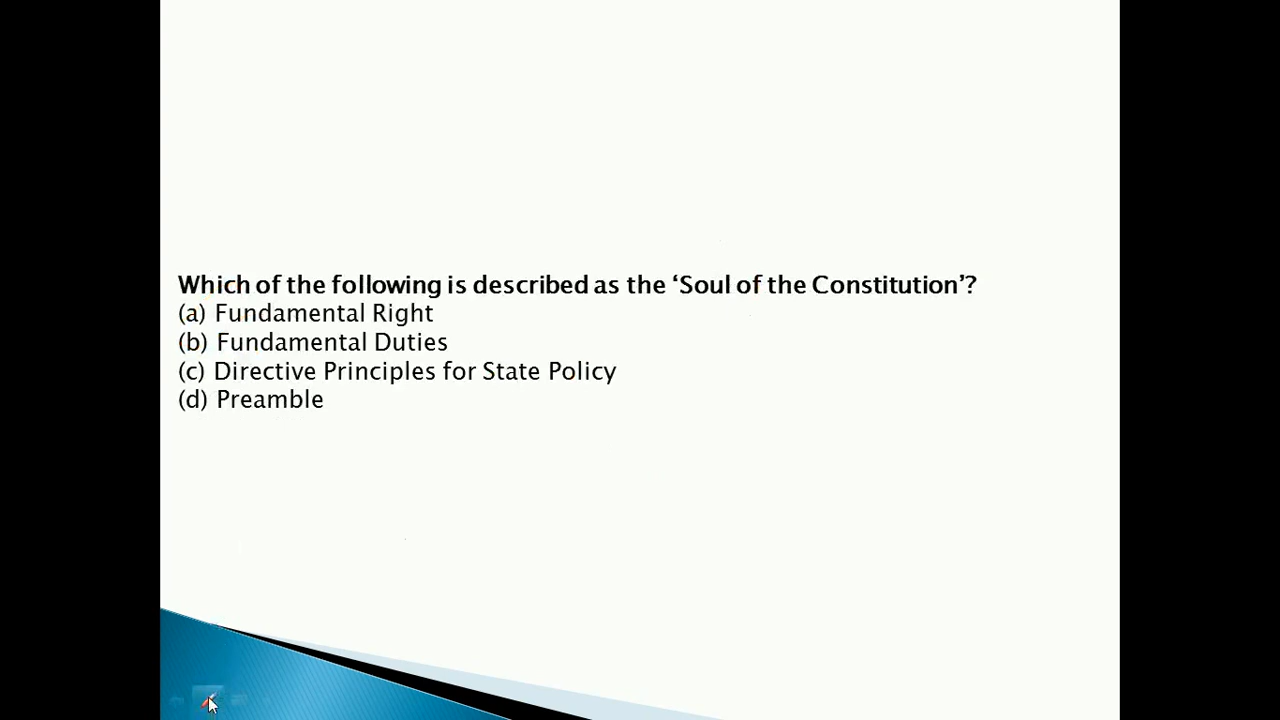 Which of the following is described as the ‘Soul of the Constitution’?
(a) Fundamental Right
(b) Fundamental Duties
(c) Directive Principles for State Policy
(d) Preamble